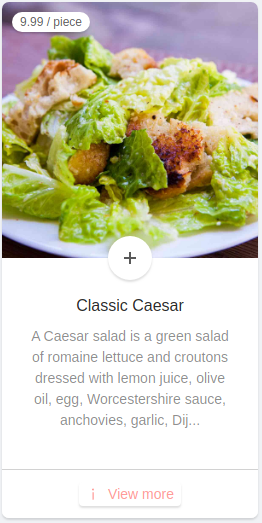 9.99 / piece
+
Classic Caesar
A Caesar salad is a green salad
of romaine lettuce and croutons
dressed with lemon juice, olive
oil, egg, Worcestershire sauce,
anchovies, garlic, Dij...
View more